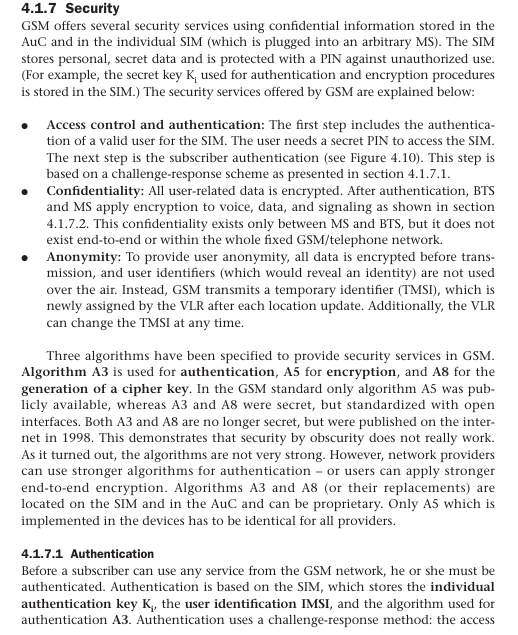 4.1.7 Security
GSM offers several security services using confidential information stored in the
AuC and in the individual SIM (which is plugged into an arbitrary MS). The SIM
stores personal, secret data and is protected with a PIN against unauthorized use.
(For example, the secret key Ki used for authentication and encryption procedures
is stored in the SIM.) The security services offered by GSM are explained below:
● Access control and authentication: The first step includes the authentica-
tion of a valid user for the SIM. The user needs a secret PIN to access the SIM.
The next step is the subscriber authentication (see Figure 4.10). This step is
based on a challenge-response scheme as presented in section 4.1.7.1.
● Confidentiality: All user-related data is encrypted. After authentication, BTS
and MS apply encryption to voice, data, and signaling as shown in section
4.1.7.2. This confidentiality exists only between MS and BTS, but it does not
exist end-to-end or within the whole fixed GSM/telephone network.
● Anonymity: To provide user anonymity, all data is encrypted before trans-
mission, and user identifiers (which would reveal an identity) are not used
over the air. Instead, GSM transmits a temporary identifier (TMSI), which is
newly assigned by the VLR after each location update. Additionally, the VLR
can change the TMSI at any time.
Three algorithms have been specified to provide security services in GSM.
Algorithm A3 is used for authentication, A5 for encryption, and A8 for the
generation of a cipher key. In the GSM standard only algorithm A5 was pub-
licly available, whereas A3 and A8 were secret, but standardized with open
interfaces. Both A3 and A8 are no longer secret, but were published on the inter-
net in 1998. This demonstrates that security by obscurity does not really work.
As it turned out, the algorithms are not very strong. However, network providers
can use stronger algorithms for authentication – or users can apply stronger
end-to-end encryption. Algorithms A3 and A8 (or their replacements) are
located on the SIM and in the AuC and can be proprietary. Only A5 which is
implemented in the devices has to be identical for all providers.
4.1.7.1 Authentication
Before a subscriber can use any service from the GSM network, he or she must be
authenticated. Authentication is based on the SIM, which stores the individual
authentication key Ki, the user identification IMSI, and the algorithm used for
authentication A3. Authentication uses a challenge-response method: the access